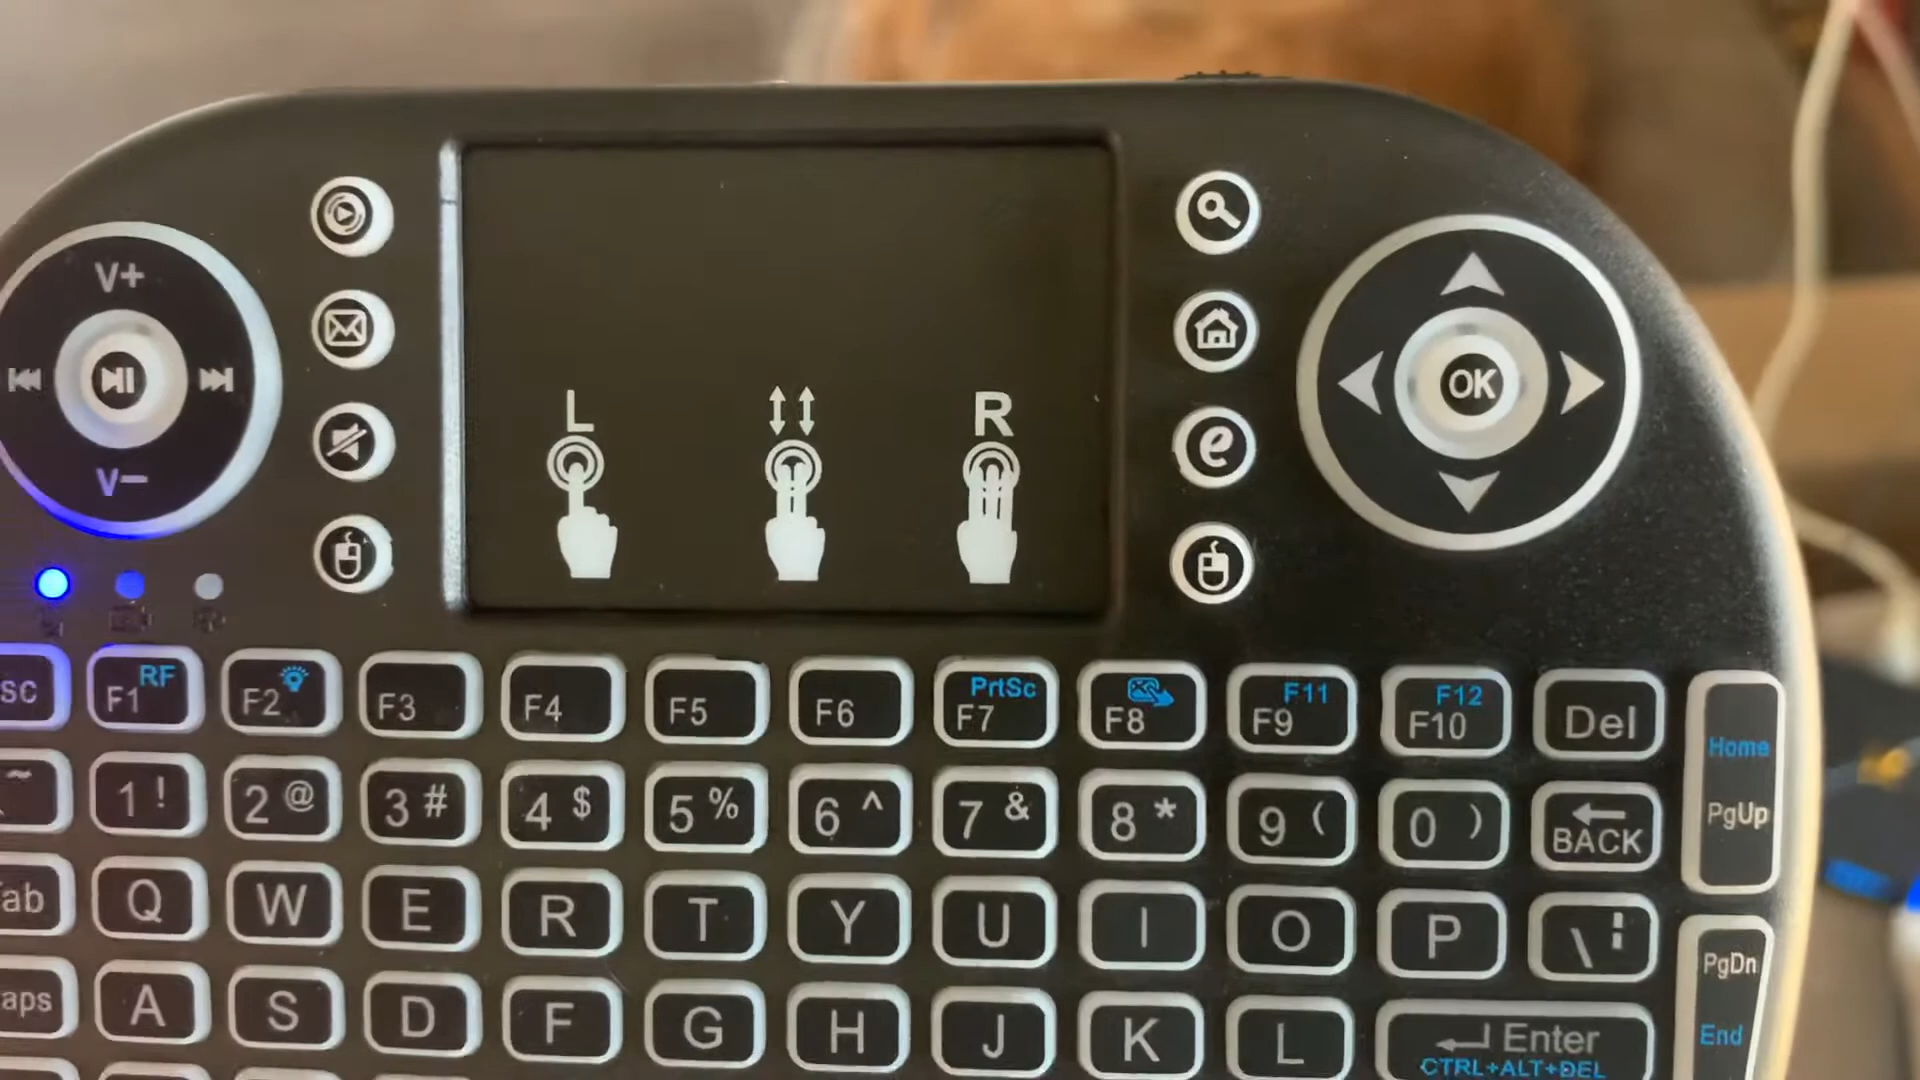 V+
V−
L
R
OK
e
sc
F1 RF
F2
F3
F4
F5
F6
F7 PrtSc
F8
F9 F11
F10 F12
Del
Home
PgUp
~
1 !
2 @
3 #
4 $
5 %
6 ^
7 &
8 *
9 (
0 )
BACK
ab
Q
W
E
R
T
Y
U
I
O
P
\ ¦
PgDn
End
aps
A
S
D
F
G
H
J
K
L
Enter
CTRL+ALT+DEL